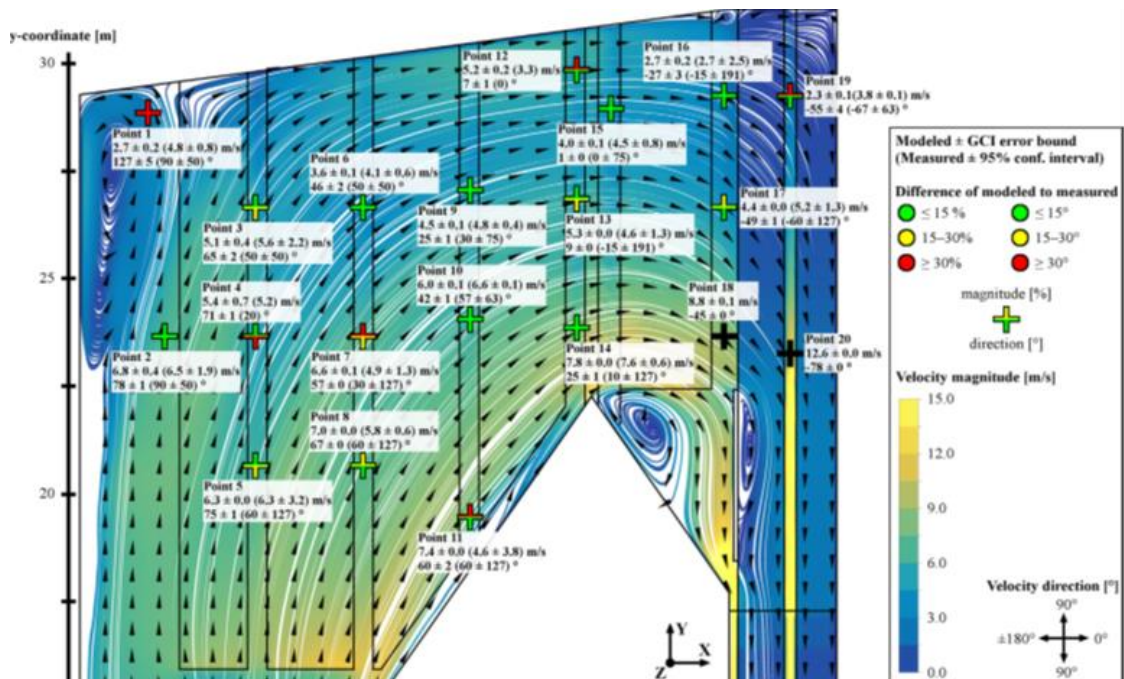 y-coordinate [m]
30
25
20
Point 1
2.7 ± 0.2 (4.8 ± 0.8) m/s
127 ± 5 (90 ± 50) °
Point 2
6.8 ± 0.4 (6.5 ± 1.9) m/s
78 ± 1 (90 ± 50) °
Point 3
5.1 ± 0.4 (5.6 ± 2.2) m/s
65 ± 2 (50 ± 50) °
Point 4
5.4 ± 0.7 (5.2) m/s
71 ± 1 (20) °
Point 5
6.3 ± 0.0 (6.3 ± 3.2) m/s
75 ± 1 (60 ± 127) °
Point 6
3.6 ± 0.1 (4.1 ± 0.6) m/s
46 ± 2 (50 ± 50) °
Point 7
6.6 ± 0.1 (4.9 ± 1.3) m/s
57 ± 0 (30 ± 127) °
Point 8
7.0 ± 0.0 (5.8 ± 0.6) m/s
67 ± 0 (60 ± 127) °
Point 9
4.5 ± 0.1 (4.8 ± 0.4) m/s
25 ± 1 (30 ± 75) °
Point 10
6.0 ± 0.1 (6.6 ± 0.1) m/s
42 ± 1 (57 ± 63) °
Point 11
7.4 ± 0.0 (4.6 ± 3.8) m/s
60 ± 2 (60 ± 127) °
Point 12
5.2 ± 0.2 (3.3) m/s
7 ± 1 (0) °
Point 15
4.0 ± 0.1 (4.5 ± 0.8) m/s
1 ± 0 (0 ± 75) °
Point 13
5.3 ± 0.0 (4.6 ± 1.3) m/s
9 ± 0 (-15 ± 191) °
Point 14
7.8 ± 0.0 (7.6 ± 0.6) m/s
25 ± 1 (10 ± 127) °
Point 16
2.7 ± 0.2 (2.7 ± 2.5) m/s
-27 ± 3 (-15 ± 191) °
Point 17
4.4 ± 0.0 (5.2 ± 1.3) m/s
-49 ± 1 (-60 ± 127) °
Point 18
8.8 ± 0.1 m/s
-45 ± 0 °
Point 19
2.3 ± 0.1(3.8 ± 0.1) m/s
-55 ± 4 (-67 ± 63) °
Point 20
12.6 ± 0.0 m/s
-78 ± 0 °
Y
X
Z
Modeled ± GCI error bound
(Measured ± 95% conf. interval)
Difference of modeled to measured
≤ 15 % ≤ 15°
15–30% 15–30°
≥ 30% ≥ 30°
magnitude [%]
direction [°]
Velocity magnitude [m/s]
15.0
12.0
9.0
6.0
3.0
0.0
Velocity direction [°]
90°
±180° 0°
90°